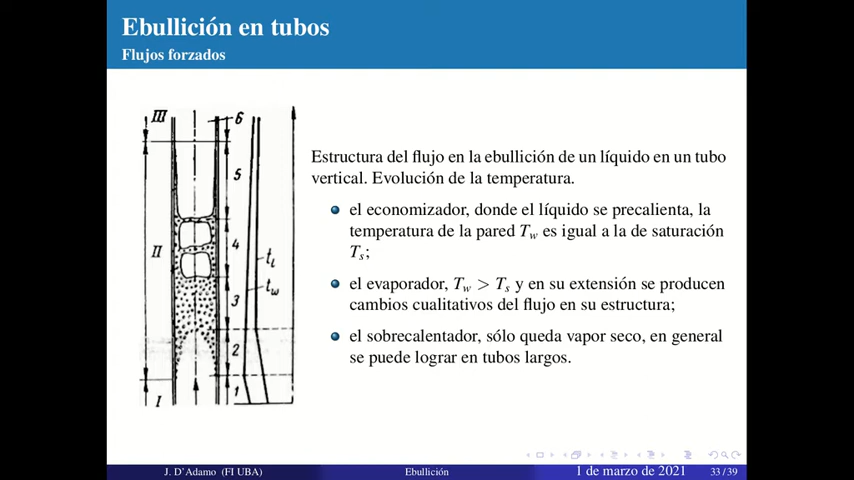 Ebullición en tubos
Flujos forzados
III
6
5
II
4
t_L
t_w
3
2
1
I
Estructura del flujo en la ebullición de un líquido en un tubo
vertical. Evolución de la temperatura.
el economizador, donde el líquido se precalienta, la
temperatura de la pared T_w es igual a la de saturación
T_s;
el evaporador, T_w > T_s y en su extensión se producen
cambios cualitativos del flujo en su estructura;
el sobrecalentador, sólo queda vapor seco, en general
se puede lograr en tubos largos.
J. D'Adamo (FI UBA)
Ebullición
1 de marzo de 2021
33 / 39